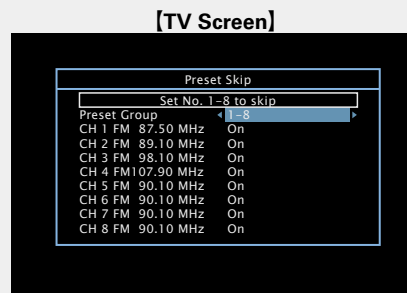 【TV Screen】
Preset Skip
Set No. 1-8 to skip
Preset Group 1-8
CH 1 FM 87.50 MHz On
CH 2 FM 89.10 MHz On
CH 3 FM 98.10 MHz On
CH 4 FM107.90 MHz On
CH 5 FM 90.10 MHz On
CH 6 FM 90.10 MHz On
CH 7 FM 90.10 MHz On
CH 8 FM 90.10 MHz On